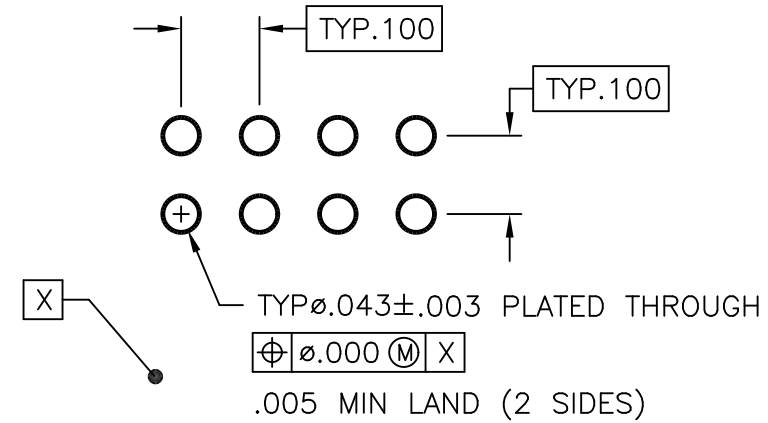 TYP.100
TYP.100
X
TYPø.043±.003 PLATED THROUGH
⌖ ø.000 Ⓜ X
.005 MIN LAND (2 SIDES)